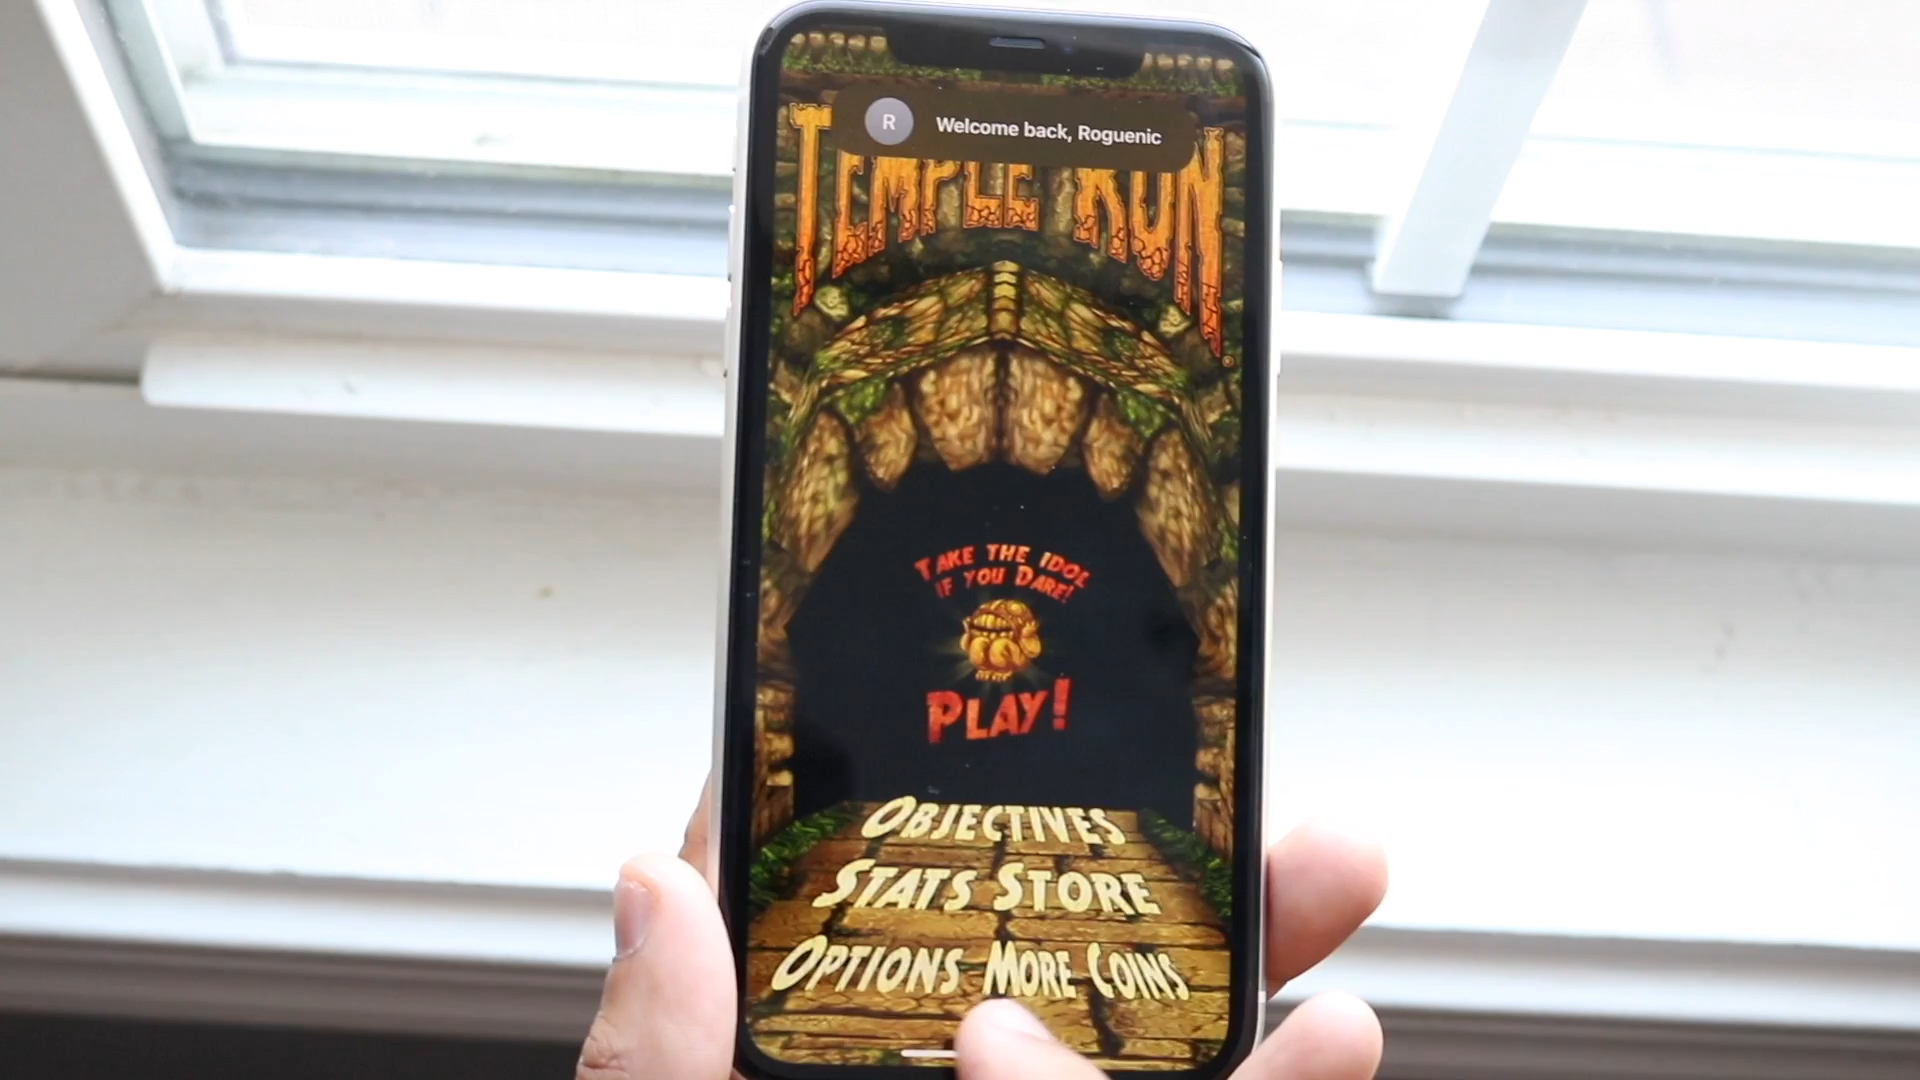 R
Welcome back, Roguenic
TEMPLE RUN
®
TAKE THE IDOL
IF YOU DARE!
PLAY!
OBJECTIVES
STATS STORE
OPTIONS MORE COINS